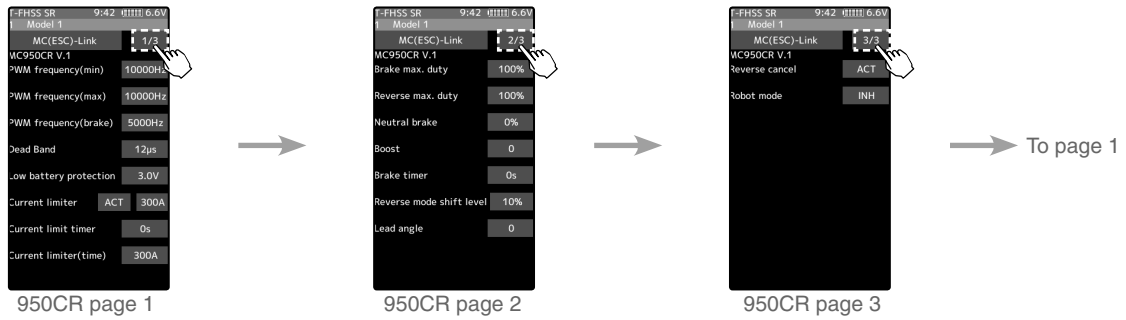 T-FHSS SR 9:42 6.6V
1 Model 1
MC(ESC)-Link 1/3
MC950CR V.1
PWM frequency(min) 10000Hz
PWM frequency(max) 10000Hz
PWM frequency(brake) 5000Hz
Dead Band 12µs
Low battery protection 3.0V
Current limiter ACT 300A
Current limit timer 0s
Current limiter(time) 300A
950CR page 1
T-FHSS SR 9:42 6.6V
1 Model 1
MC(ESC)-Link 2/3
MC950CR V.1
Brake max. duty 100%
Reverse max. duty 100%
Neutral brake 0%
Boost 0
Brake timer 0s
Reverse mode shift level 10%
Lead angle 0
950CR page 2
T-FHSS SR 9:42 6.6V
1 Model 1
MC(ESC)-Link 3/3
MC950CR V.1
Reverse cancel ACT
Robot mode INH
950CR page 3
To page 1